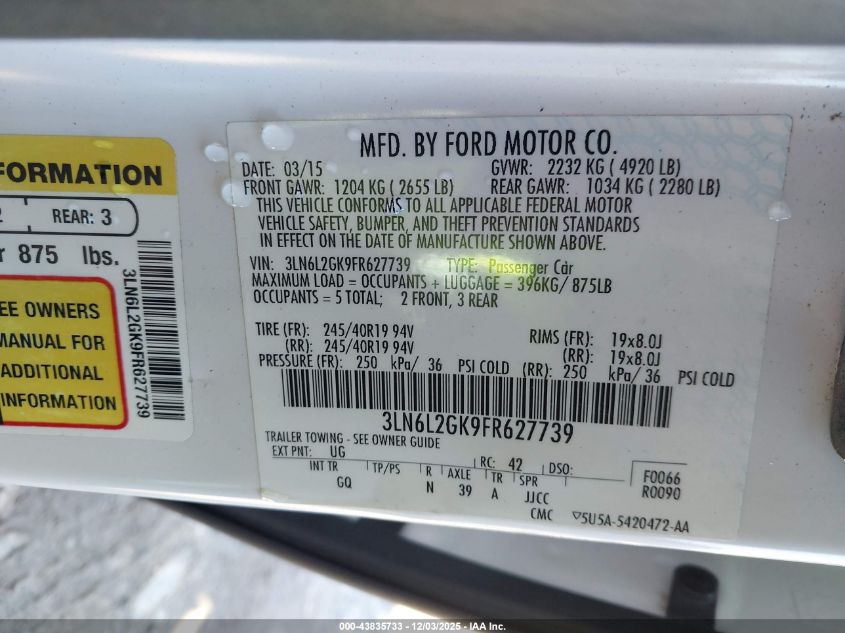 FORMATION
2 REAR: 3
875 lbs.
3LN6L2GK9FR627739
EE OWNERS
MANUAL FOR
ADDITIONAL
INFORMATION
MFD. BY FORD MOTOR CO.
DATE: 03/15 GVWR: 2232 KG ( 4920 LB)
FRONT GAWR: 1204 KG ( 2655 LB) REAR GAWR: 1034 KG ( 2280 LB)
THIS VEHICLE CONFORMS TO ALL APPLICABLE FEDERAL MOTOR
VEHICLE SAFETY, BUMPER, AND THEFT PREVENTION STANDARDS
IN EFFECT ON THE DATE OF MANUFACTURE SHOWN ABOVE.
VIN: 3LN6L2GK9FR627739 TYPE: Passenger Car
MAXIMUM LOAD = OCCUPANTS + LUGGAGE = 396KG/ 875LB
OCCUPANTS = 5 TOTAL; 2 FRONT, 3 REAR
TIRE (FR): 245/40R19 94V RIMS (FR): 19x8.0J
(RR): 245/40R19 94V (RR): 19x8.0J
PRESSURE (FR): 250 kPa/ 36 PSI COLD (RR): 250 kPa/ 36 PSI COLD
3LN6L2GK9FR627739
TRAILER TOWING - SEE OWNER GUIDE
EXT PNT: UG RC: 42 DSO: F0066
INT TR TP/PS R AXLE TR SPR R0090
GQ N 39 A JJCC
CMC ▽5U5A-5420472-AA
000-43835733 - 12/03/2025 - IAA Inc.